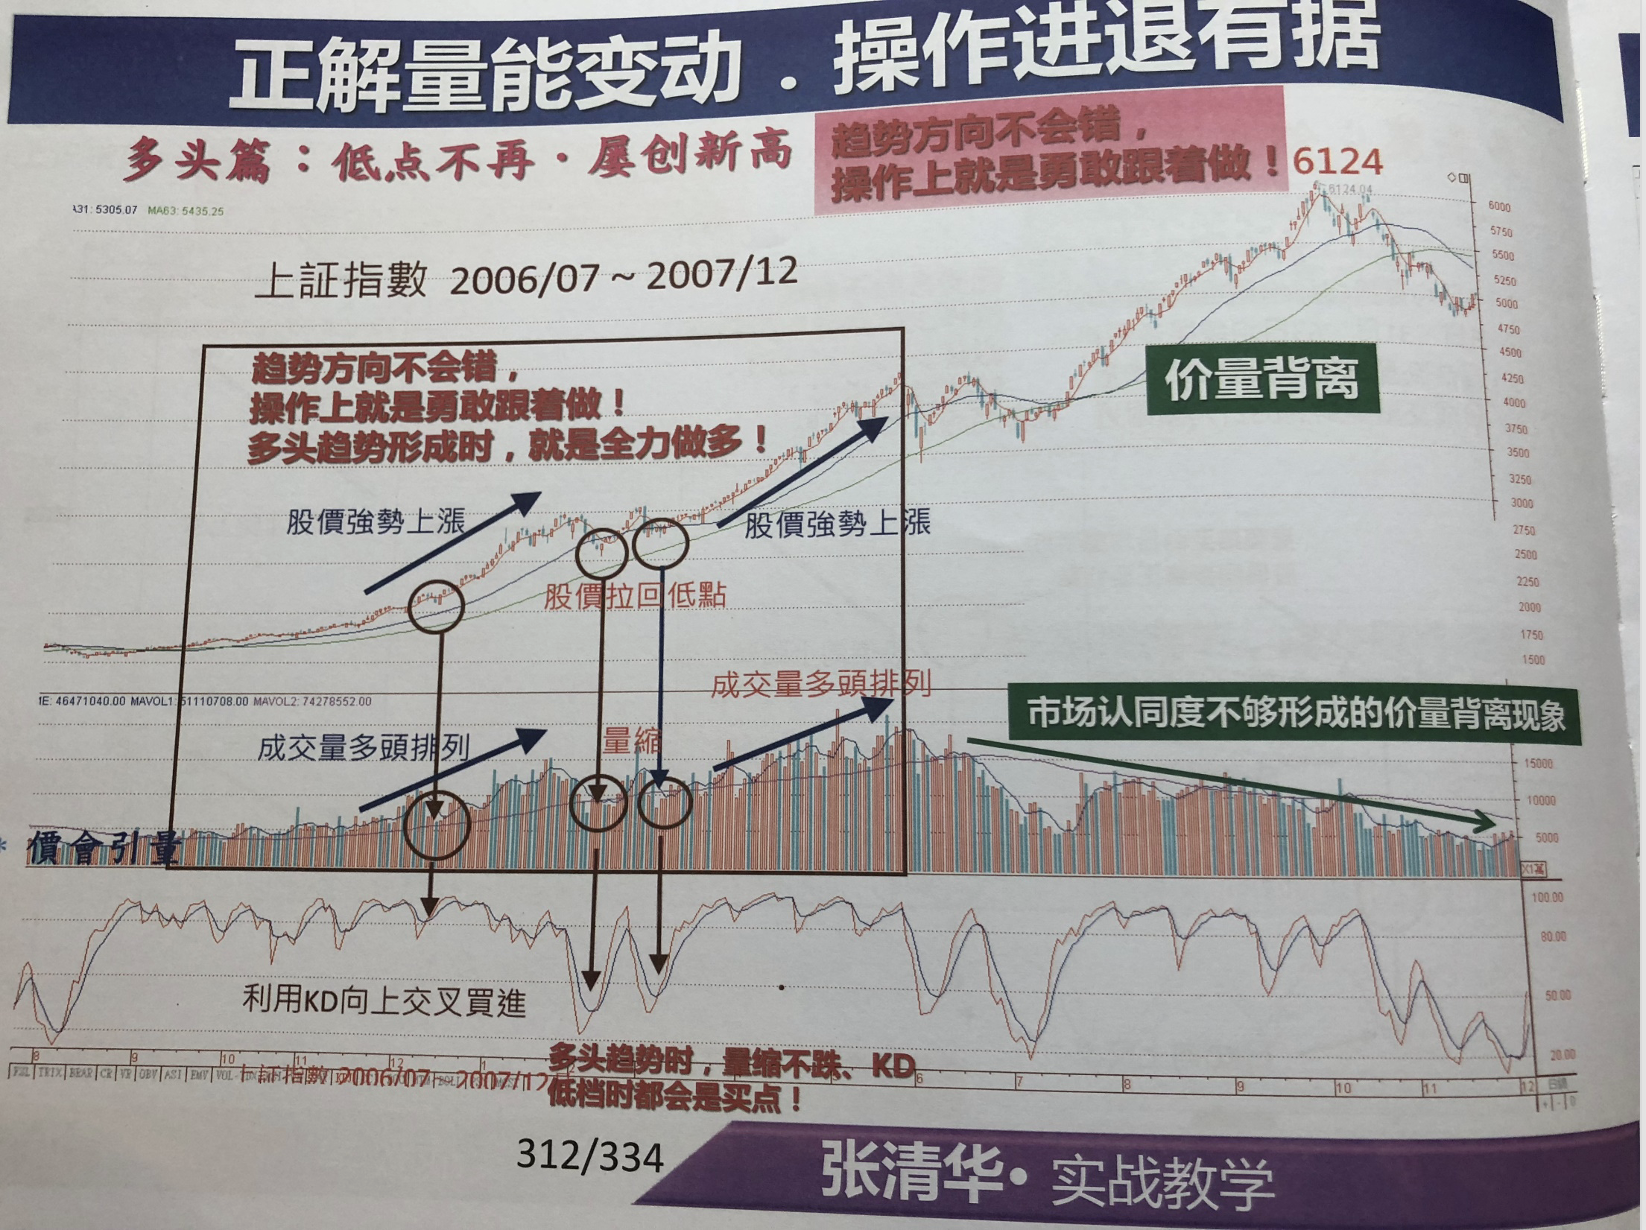 正解量能变动．操作进退有据
多头篇：低点不再·屡创新高
趋势方向不会错，
操作上就是勇敢跟着做！
6124
6124.04
A31: 5305.07 MA63: 5435.25
上証指數 2006/07～2007/12
趋势方向不会错，
操作上就是勇敢跟着做！
多头趋势形成时，就是全力做多！
价量背离
股價強勢上漲
股價強勢上漲
股價拉回低點
6000
5750
5500
5250
5000
4750
4500
4250
4000
3750
3500
3250
3000
2750
2500
2250
2000
1750
1500
成交量多頭排列
1E: 46471040.00 MAVOL1: 51110708.00 MAVOL2: 74278552.00
市场认同度不够形成的价量背离现象
成交量多頭排列
量缩
15000
10000
5000
* 價會引量
100.00
80.00
50.00
20.00
利用KD向上交叉買進
多头趋势时，量缩不跌、KD
低档时都会是买点！
8
9
10
11
12
1
6
7
8
9
10
11
12
日線
上証指數 2006/07～2007/12
TRIX BRAR CR VR OBV ASI EMV VOL
312/334
张清华•实战教学